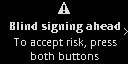 Blind signing ahead
To accept risk, press
both buttons